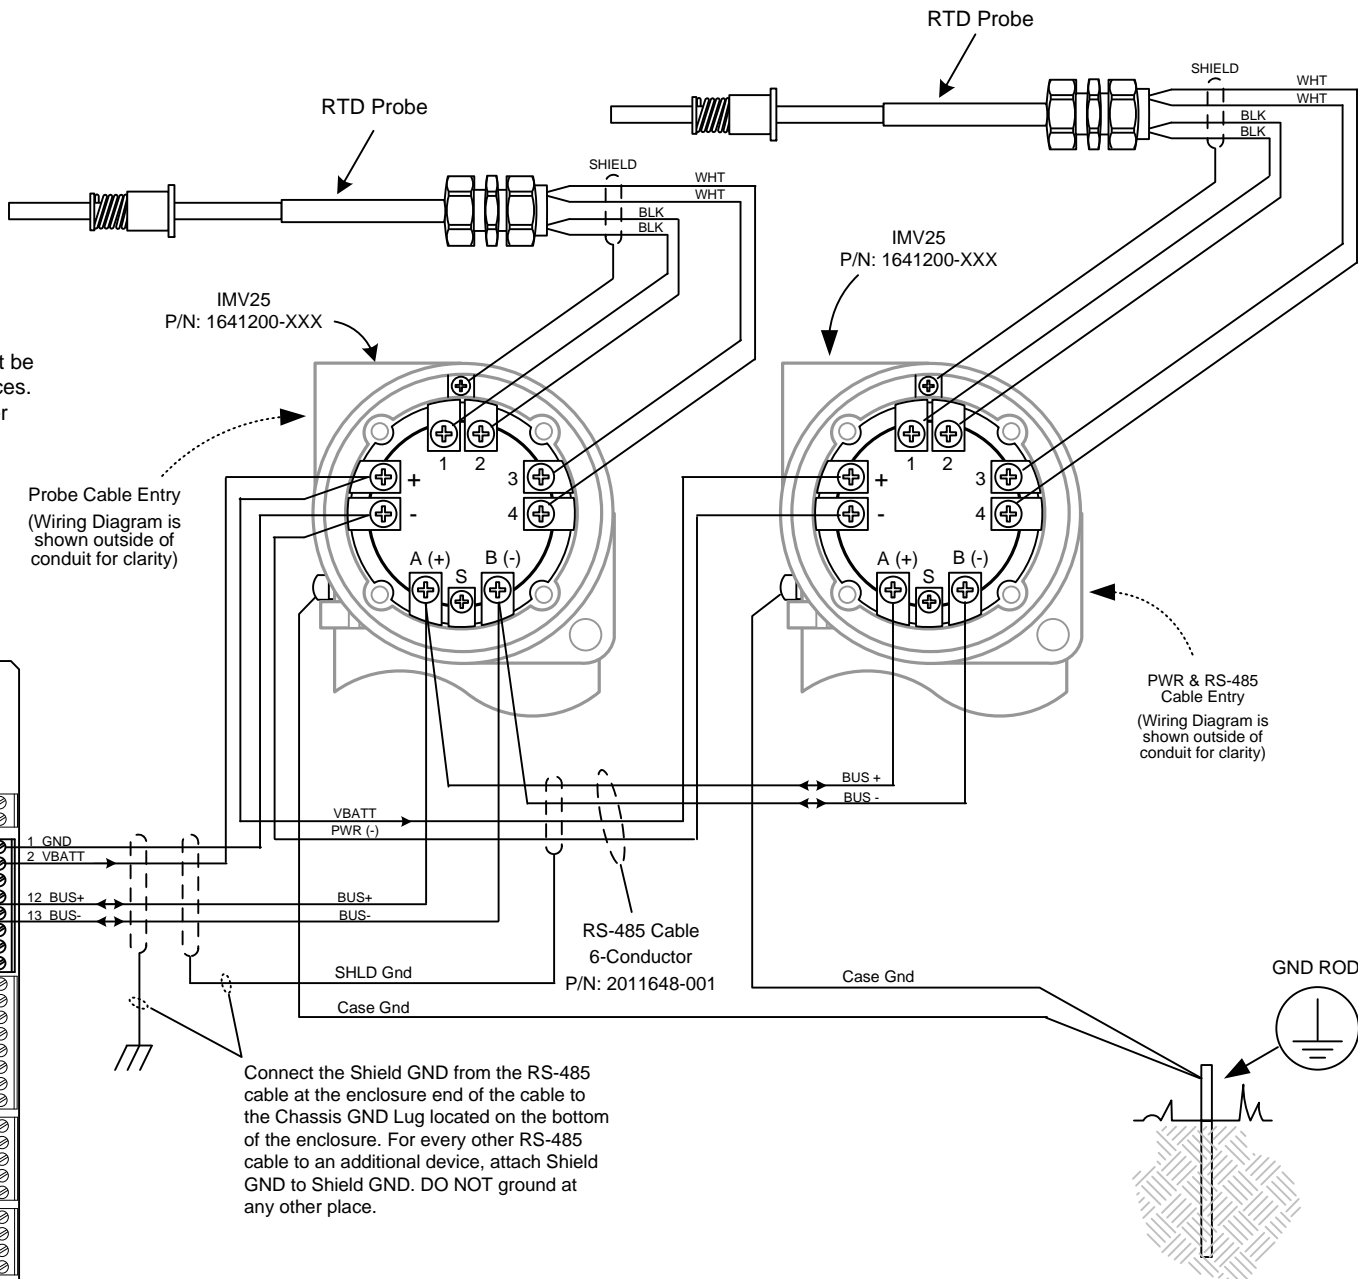 RTD Probe
SHIELD
WHT
WHT
BLK
BLK
RTD Probe
SHIELD
WHT
WHT
BLK
BLK
IMV25
P/N: 1641200-XXX
IMV25
P/N: 1641200-XXX
be
ces.
r
Probe Cable Entry
(Wiring Diagram is
shown outside of
conduit for clarity)
1
2
3
4
+
-
A (+)
S
B (-)
1
2
3
4
+
-
A (+)
S
B (-)
PWR & RS-485
Cable Entry
(Wiring Diagram is
shown outside of
conduit for clarity)
BUS +
BUS -
VBATT
PWR (-)
1 GND
2 VBATT
12 BUS+
13 BUS-
BUS+
BUS-
RS-485 Cable
6-Conductor
P/N: 2011648-001
SHLD Gnd
Case Gnd
Case Gnd
GND ROD
Connect the Shield GND from the RS-485
cable at the enclosure end of the cable to
the Chassis GND Lug located on the bottom
of the enclosure. For every other RS-485
cable to an additional device, attach Shield
GND to Shield GND. DO NOT ground at
any other place.